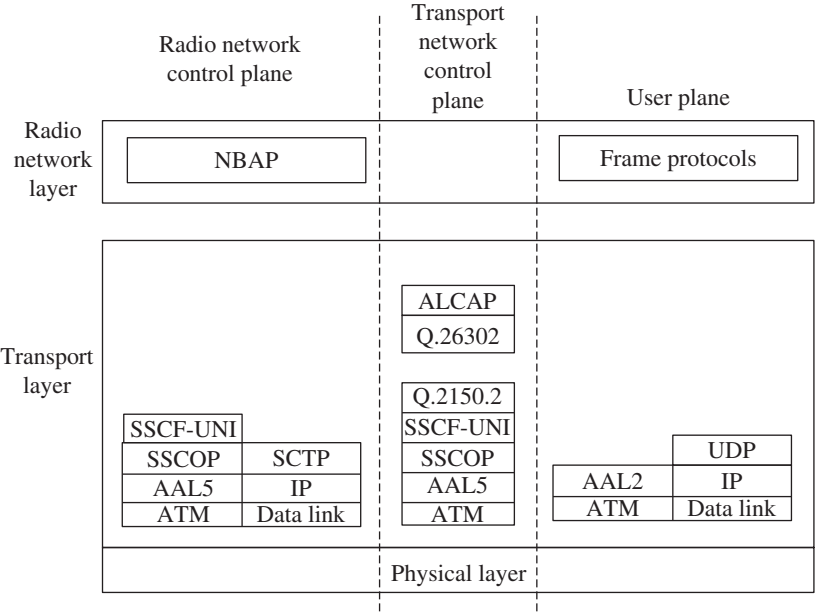 Radio network
control plane
Transport
network
control
plane
User plane
Radio
network
layer
NBAP
Frame protocols
Transport
layer
SSCF-UNI
SSCOP
SCTP
AAL5
IP
ATM
Data link
ALCAP
Q.26302
Q.2150.2
SSCF-UNI
SSCOP
AAL5
ATM
UDP
AAL2
IP
ATM
Data link
Physical layer